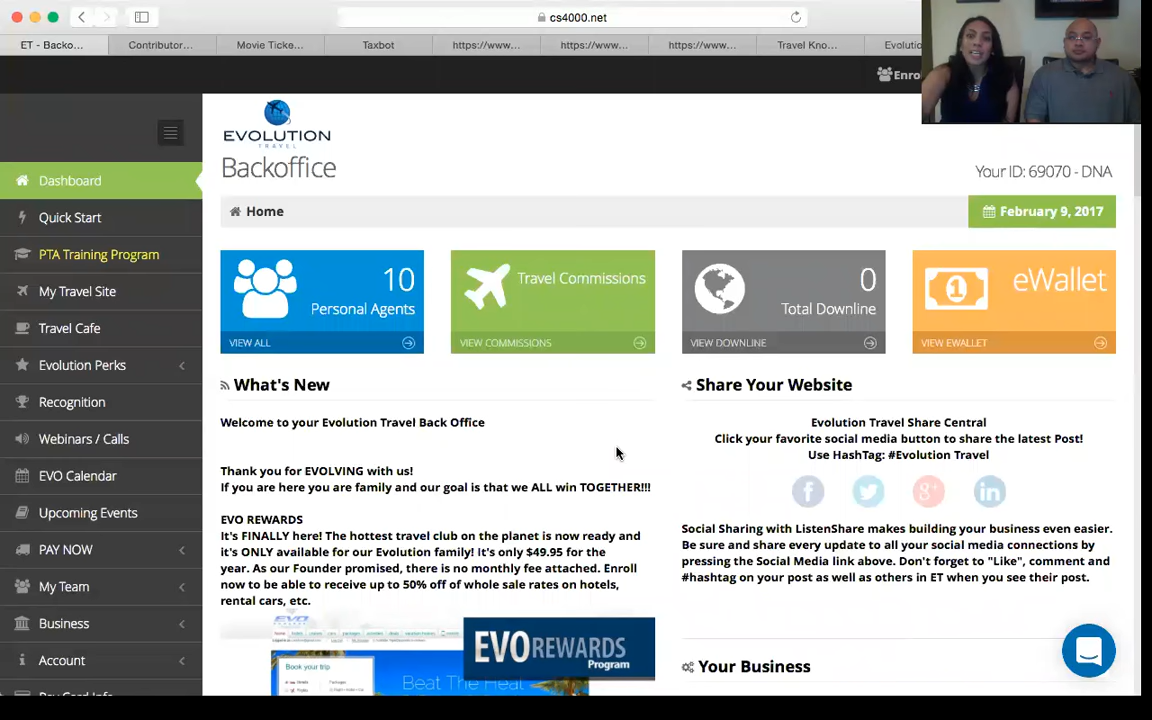 cs4000.net
ET - Backo...
Contributor...
Movie Ticke...
Taxbot
https://www...
https://www...
https://www...
Travel Kno...
Evolutio
Enro
EVOLUTION
TRAVEL
Backoffice
Your ID: 69070 - DNA
Home
February 9, 2017
Dashboard
Quick Start
PTA Training Program
My Travel Site
Travel Cafe
Evolution Perks
Recognition
Webinars / Calls
EVO Calendar
Upcoming Events
PAY NOW
My Team
Business
Account
10
Personal Agents
VIEW ALL
Travel Commissions
VIEW COMMISSIONS
0
Total Downline
VIEW DOWNLINE
1
eWallet
VIEW EWALLET
What's New
Welcome to your Evolution Travel Back Office
Thank you for EVOLVING with us!
If you are here you are family and our goal is that we ALL win TOGETHER!!!
EVO REWARDS
It's FINALLY here! The hottest travel club on the planet is now ready and
it's ONLY available for our Evolution family! It's only $49.95 for the
year. As our Founder promised, there is no monthly fee attached. Enroll
now to be able to receive up to 50% off of whole sale rates on hotels,
rental cars, etc.
EVO
Book your trip
Beat The Heat
EVOREWARDS
Program
Share Your Website
Evolution Travel Share Central
Click your favorite social media button to share the latest Post!
Use HashTag: #Evolution Travel
Social Sharing with ListenShare makes building your business even easier.
Be sure and share every update to all your social media connections by
pressing the Social Media link above. Don't forget to "Like", comment and
#hashtag on your post as well as others in ET when you see their post.
Your Business